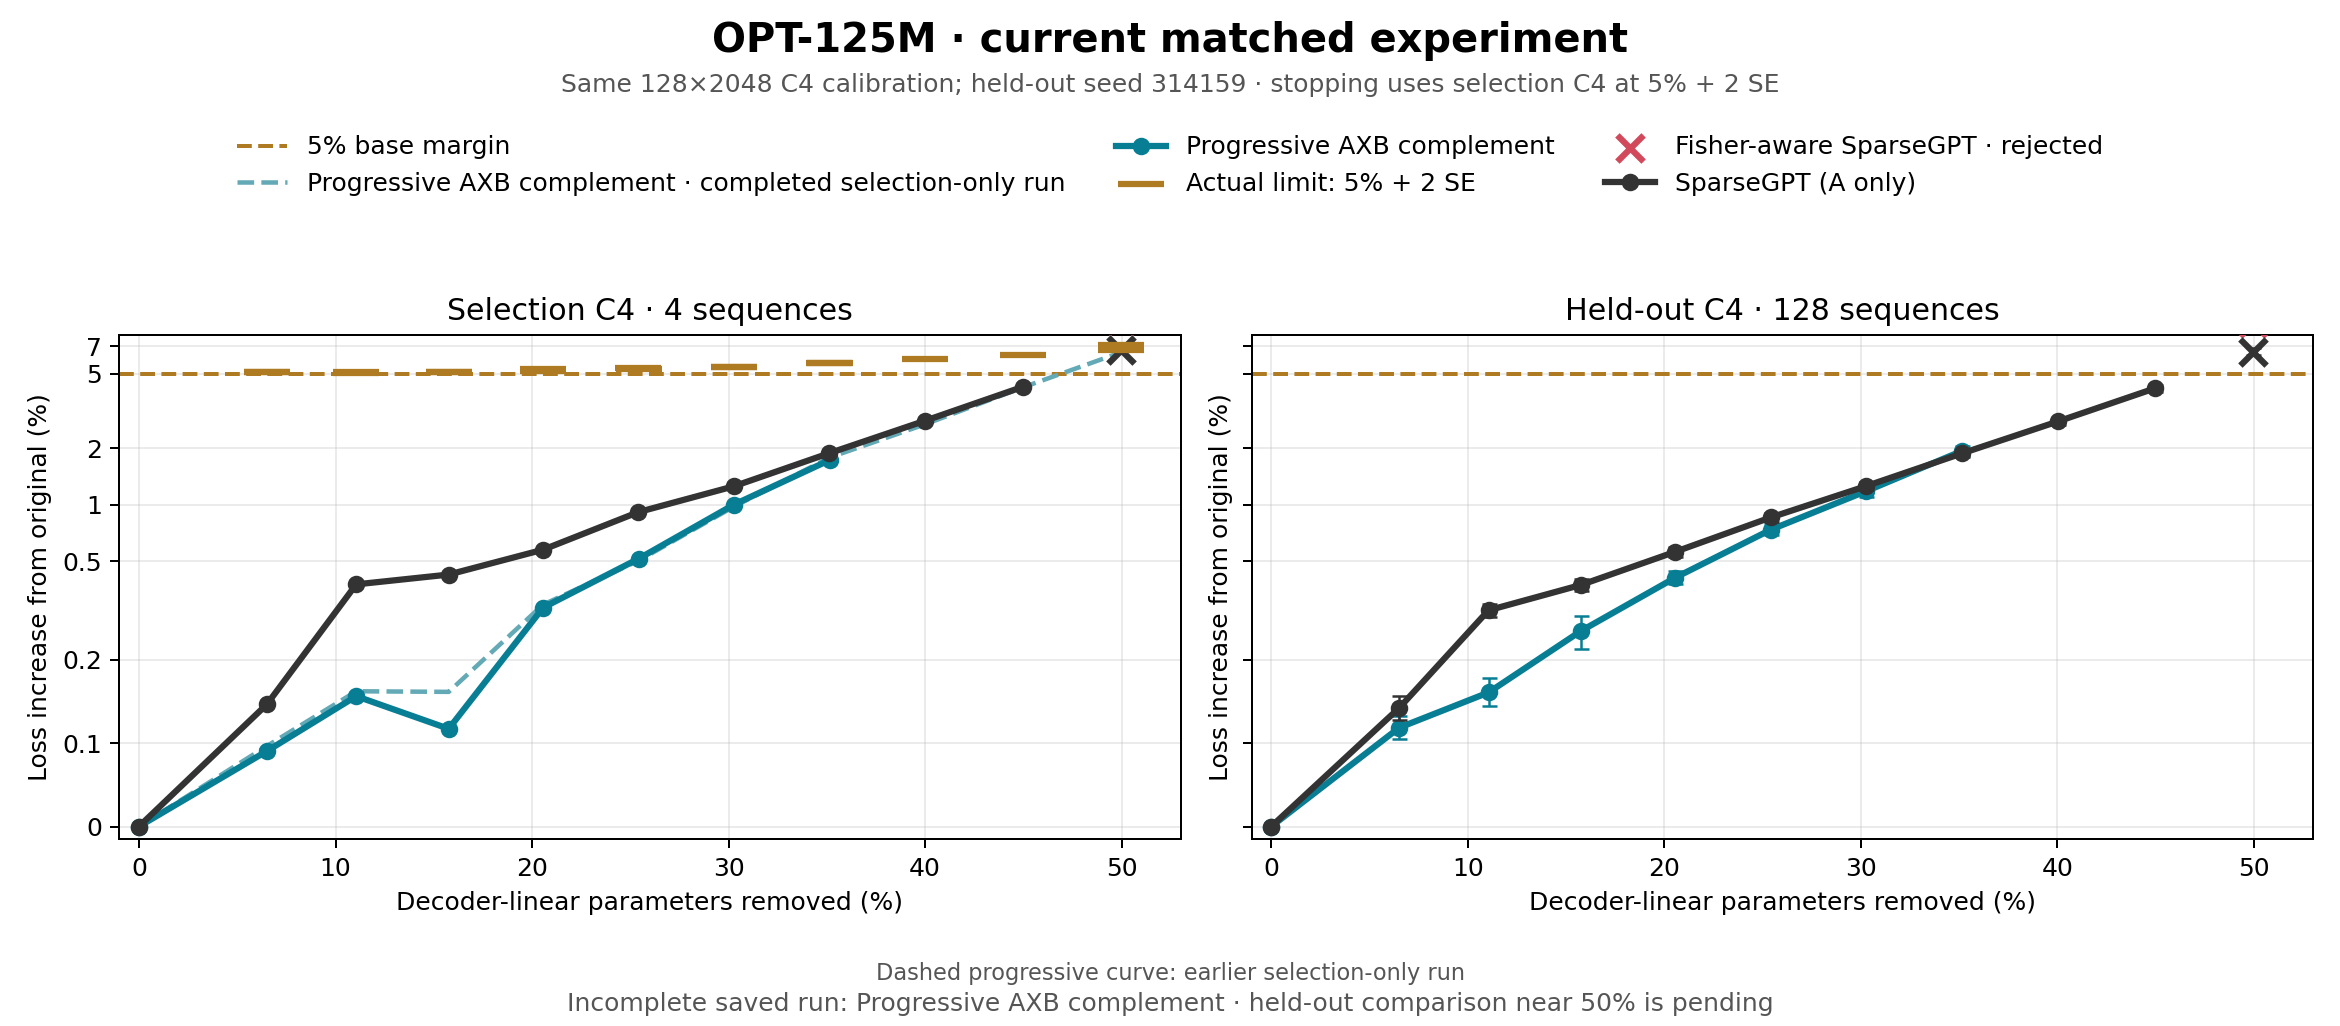 OPT-125M · current matched experiment
Same 128×2048 C4 calibration; held-out seed 314159 · stopping uses selection C4 at 5% + 2 SE
5% base margin
Progressive AXB complement · completed selection-only run
Progressive AXB complement
Actual limit: 5% + 2 SE
Fisher-aware SparseGPT · rejected
SparseGPT (A only)
Selection C4 · 4 sequences
Loss increase from original (%)
7
5
2
1
0.5
0.2
0.1
0
0 10 20 30 40 50
Decoder-linear parameters removed (%)
Held-out C4 · 128 sequences
Loss increase from original (%)
0 10 20 30 40 50
Decoder-linear parameters removed (%)
Dashed progressive curve: earlier selection-only run
Incomplete saved run: Progressive AXB complement · held-out comparison near 50% is pending